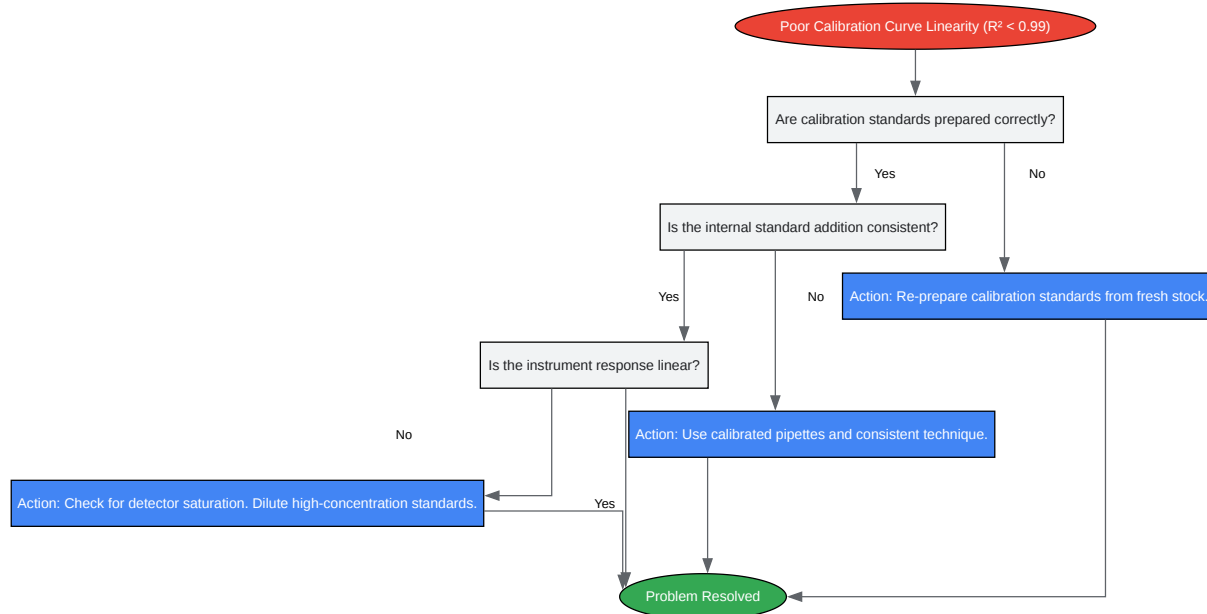 Poor Calibration Curve Linearity (R² < 0.99)
Are calibration standards prepared correctly?
Yes
No
Is the internal standard addition consistent?
Yes
No
Action: Re-prepare calibration standards from fresh stock.
Is the instrument response linear?
No
Action: Use calibrated pipettes and consistent technique.
Action: Check for detector saturation. Dilute high-concentration standards.
Yes
Problem Resolved